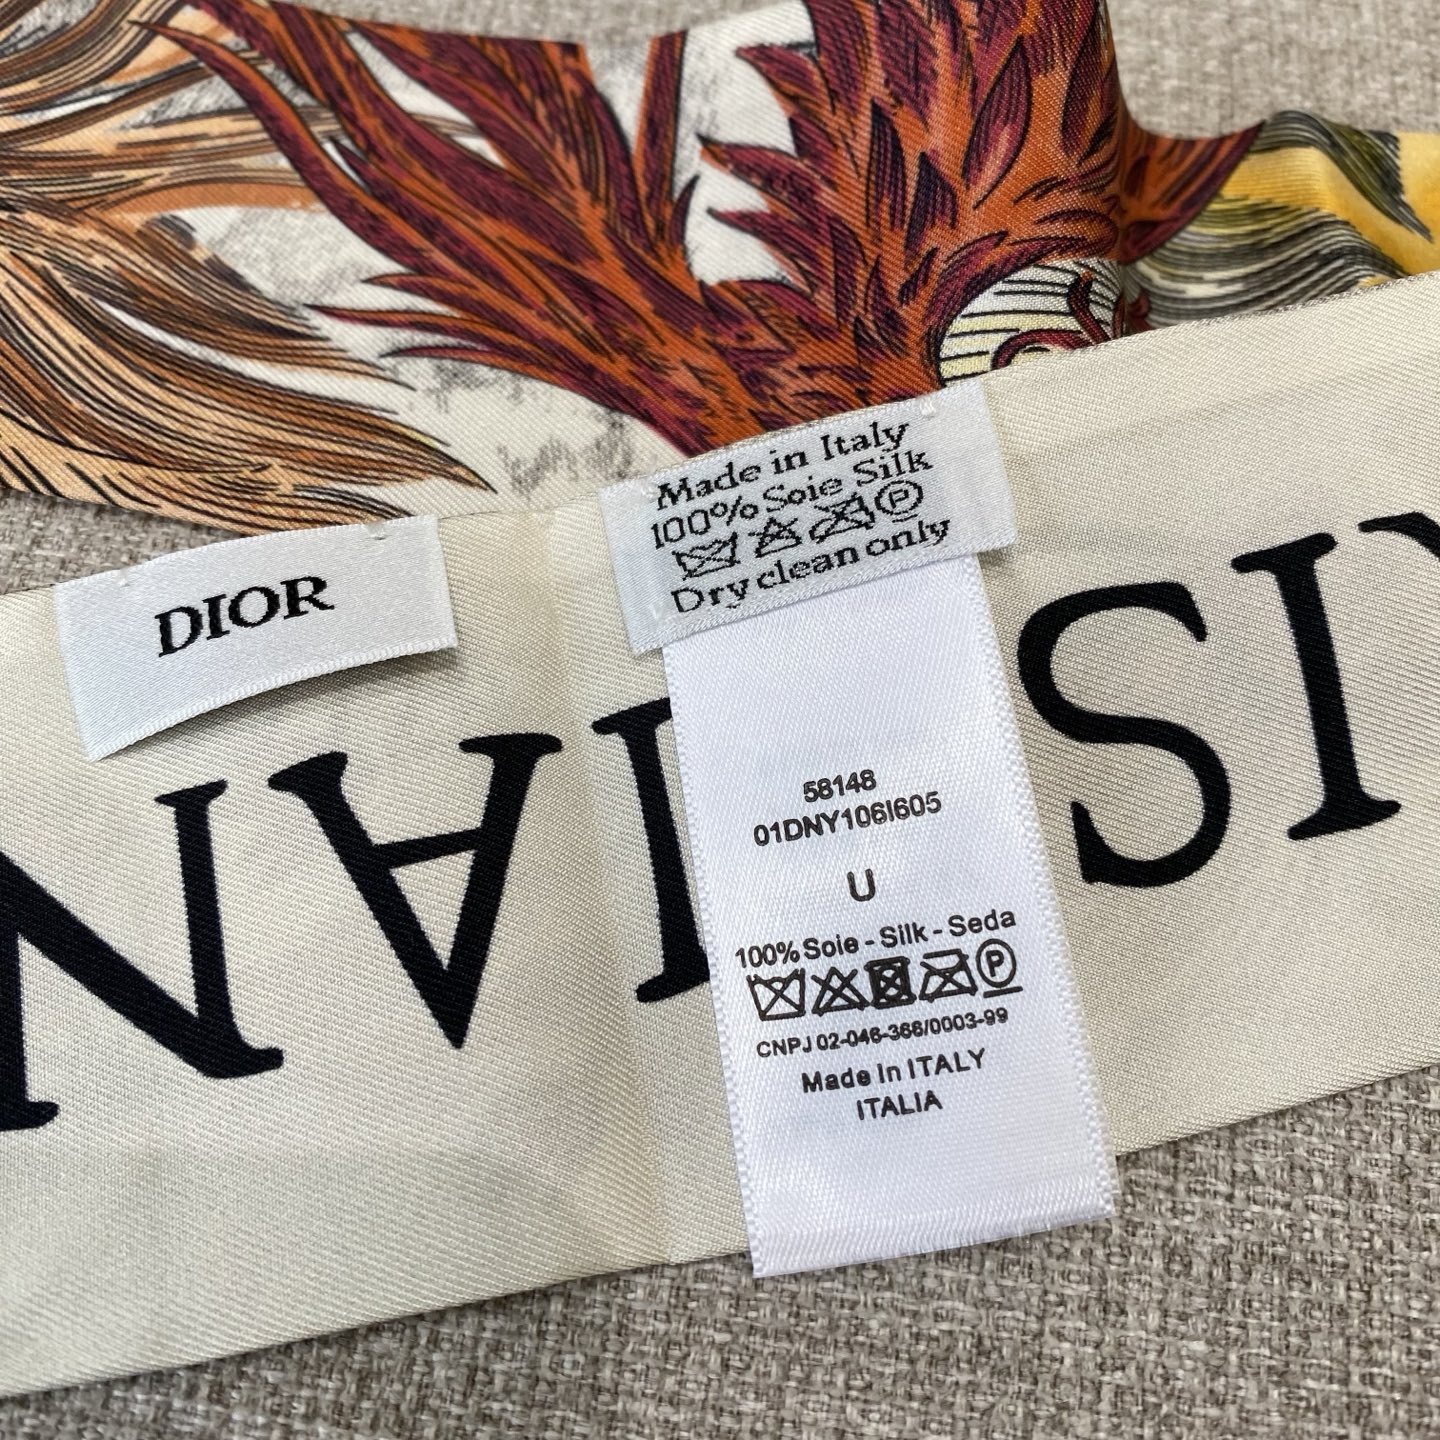 DIOR
Made in Italy
100% Soie Silk
Dry clean only
58148
01DNY106I605
U
100% Soie - Silk - Seda
CNPJ 02-046-366/0003-99
Made In ITALY
ITALIA